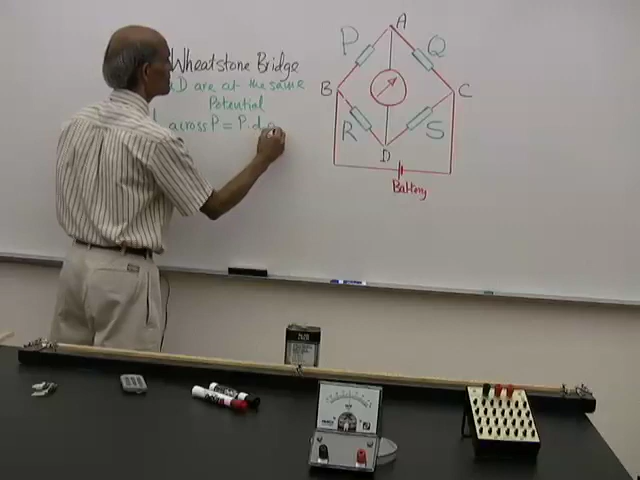 Wheatstone Bridge
D are at the same
Potential
across P = P.d a
A
P
Q
B
C
R
S
D
Battery